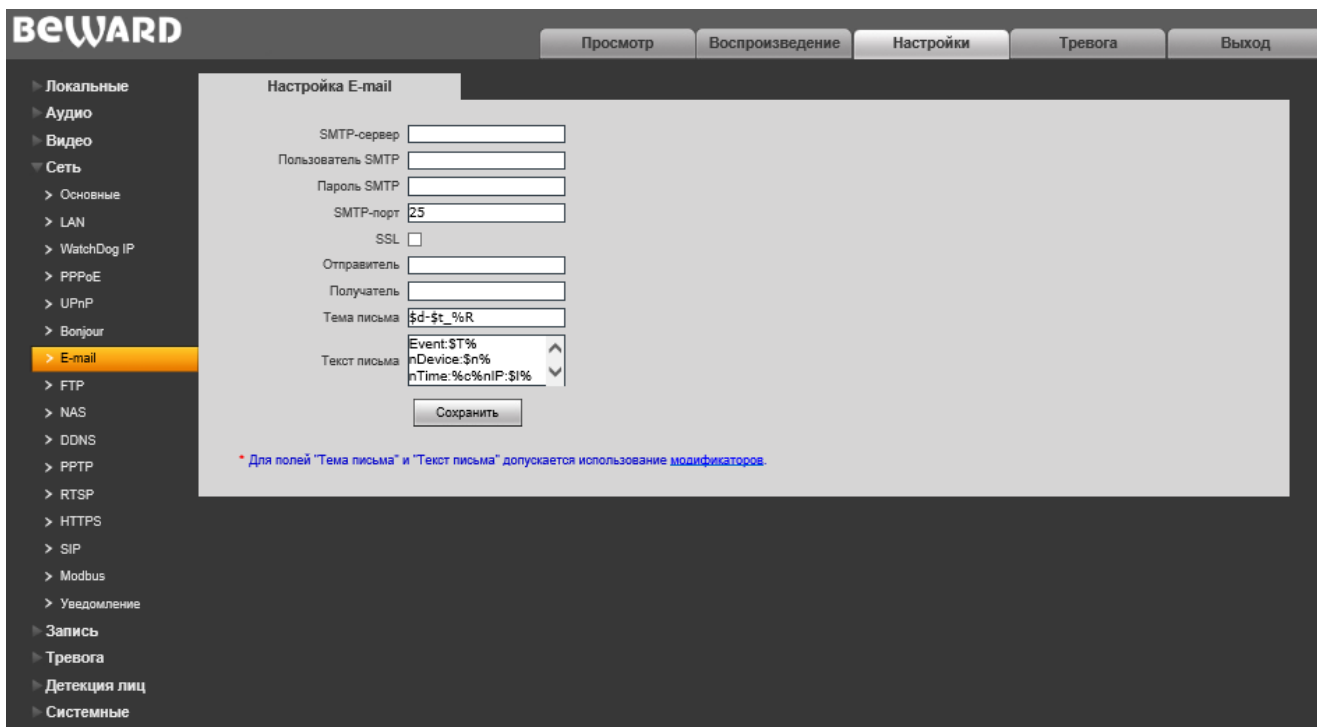 BEWARD
Просмотр
Воспроизведение
Настройки
Тревога
Выход
Локальные
Аудио
Видео
Сеть
Основные
LAN
WatchDog IP
PPPoE
UPnP
Bonjour
E-mail
FTP
NAS
DDNS
PPTP
RTSP
HTTPS
SIP
Modbus
Уведомление
Запись
Тревога
Детекция лиц
Системные
Настройка E-mail
SMTP-сервер
Пользователь SMTP
Пароль SMTP
SMTP-порт 25
SSL
Отправитель
Получатель
Тема письма $d-$t_%R
Текст письма
Event:$T%
nDevice:$n%
nTime:%c%nIP:$I%
Сохранить
* Для полей "Тема письма" и "Текст письма" допускается использование модификаторов.